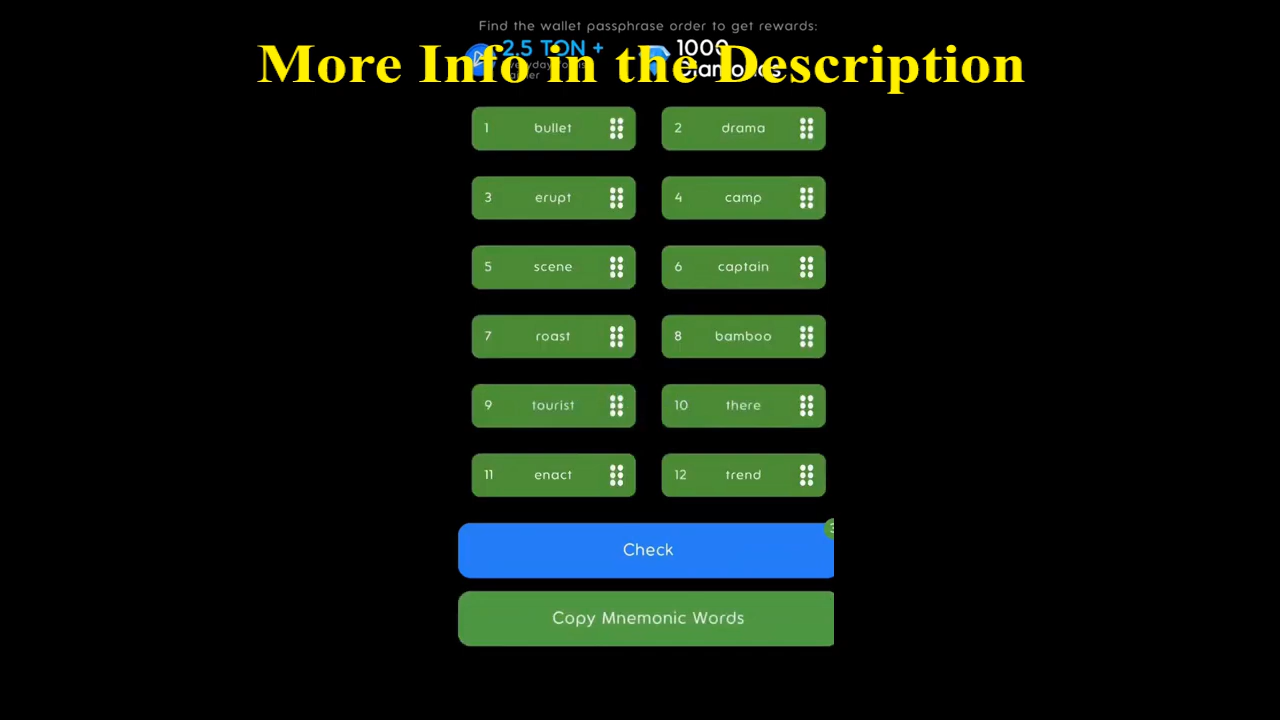 Find the wallet passphrase order to get rewards:
2.5 TON + 1000
Diamonds
More Info in the Description
1 bullet 2 drama
3 erupt 4 camp
5 scene 6 captain
7 roast 8 bamboo
9 tourist 10 there
11 enact 12 trend
3
Check
Copy Mnemonic Words